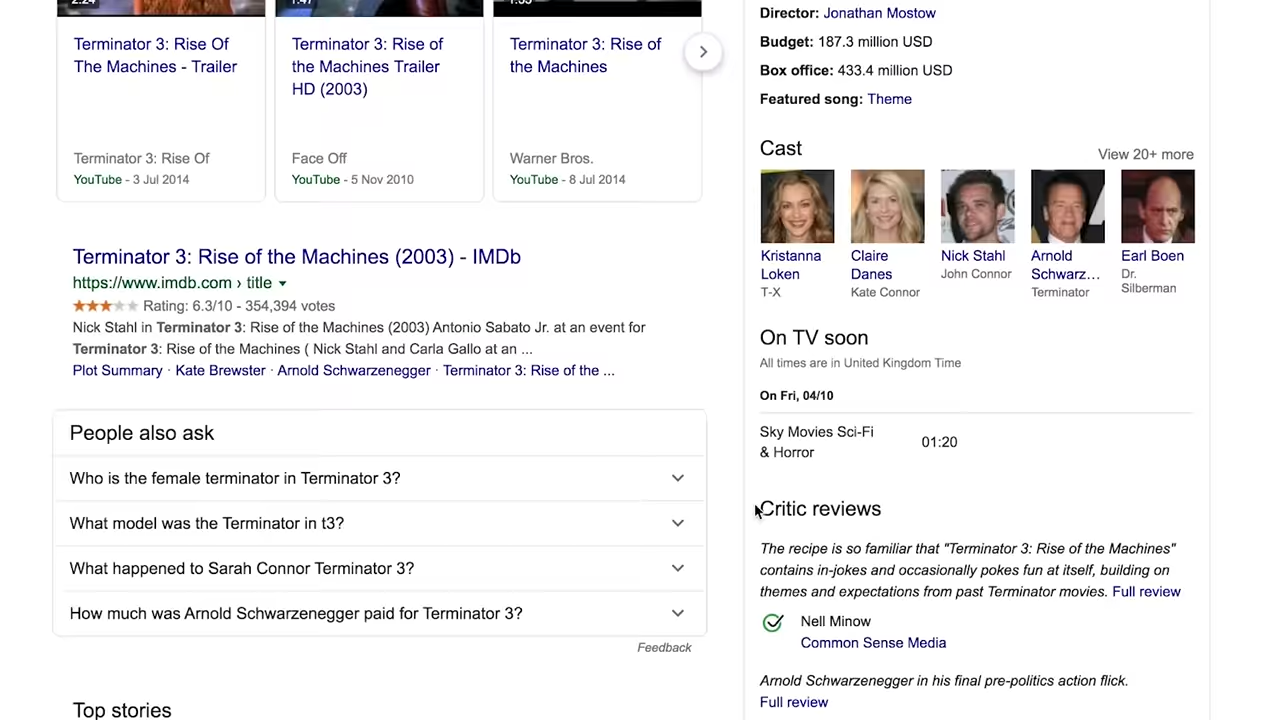 2:24
1:47
1:33
Terminator 3: Rise Of
The Machines - Trailer
Terminator 3: Rise Of
YouTube - 3 Jul 2014
Terminator 3: Rise of
the Machines Trailer
HD (2003)
Face Off
YouTube - 5 Nov 2010
Terminator 3: Rise of
the Machines
Warner Bros.
YouTube - 8 Jul 2014
Terminator 3: Rise of the Machines (2003) - IMDb
https://www.imdb.com › title
Rating: 6.3/10 - 354,394 votes
Nick Stahl in Terminator 3: Rise of the Machines (2003) Antonio Sabato Jr. at an event for
Terminator 3: Rise of the Machines ( Nick Stahl and Carla Gallo at an ...
Plot Summary · Kate Brewster · Arnold Schwarzenegger · Terminator 3: Rise of the ...
People also ask
Who is the female terminator in Terminator 3?
What model was the Terminator in t3?
What happened to Sarah Connor Terminator 3?
How much was Arnold Schwarzenegger paid for Terminator 3?
Feedback
Top stories
Director: Jonathan Mostow
Budget: 187.3 million USD
Box office: 433.4 million USD
Featured song: Theme
Cast
View 20+ more
Kristanna
Loken
T-X
Claire
Danes
Kate Connor
Nick Stahl
John Connor
Arnold
Schwarz...
Terminator
Earl Boen
Dr.
Silberman
On TV soon
All times are in United Kingdom Time
On Fri, 04/10
Sky Movies Sci-Fi
& Horror
01:20
Critic reviews
The recipe is so familiar that "Terminator 3: Rise of the Machines"
contains in-jokes and occasionally pokes fun at itself, building on
themes and expectations from past Terminator movies. Full review
Nell Minow
Common Sense Media
Arnold Schwarzenegger in his final pre-politics action flick.
Full review